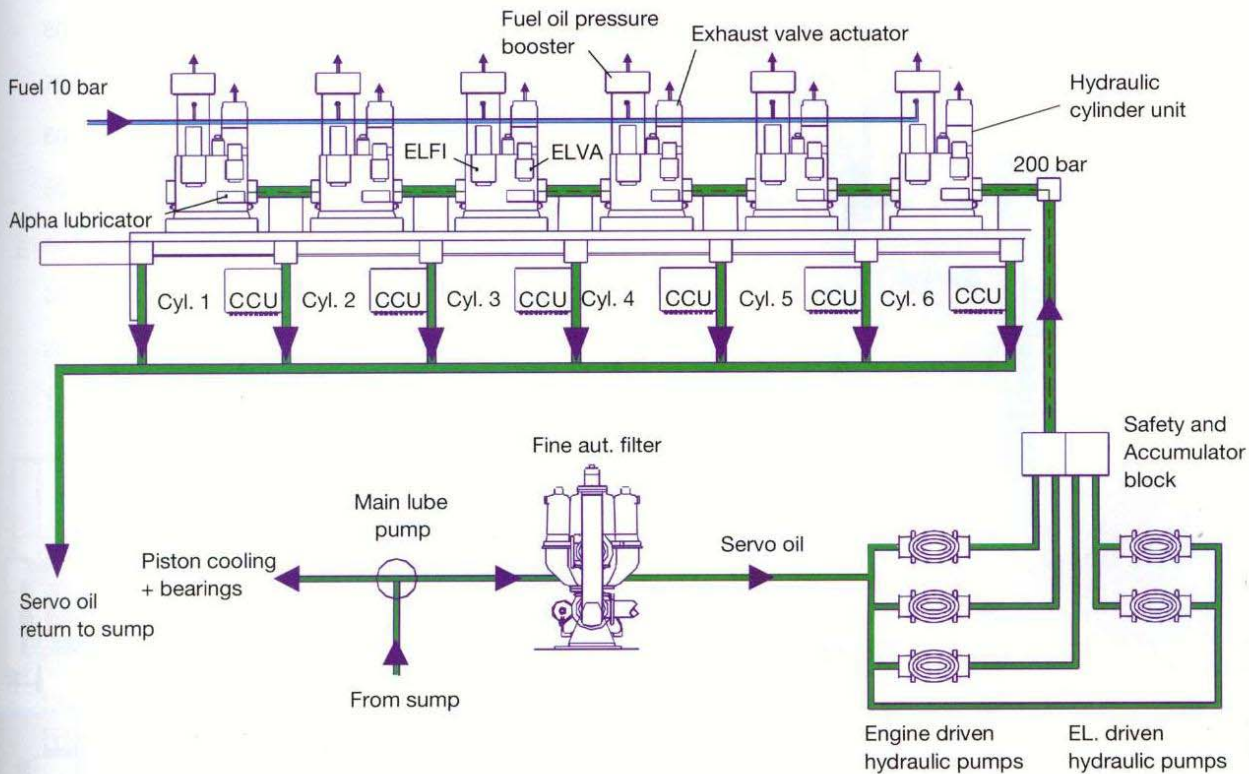 Fuel oil pressure
booster
Exhaust valve actuator
Fuel 10 bar
Hydraulic
cylinder unit
ELFI
ELVA
200 bar
Alpha lubricator
Cyl. 1
CCU
Cyl. 2
CCU
Cyl. 3
CCU
Cyl. 4
CCU
Cyl. 5
CCU
Cyl. 6
CCU
Safety and
Accumulator
block
Fine aut. filter
Main lube
pump
Servo oil
Piston cooling
+ bearings
Servo oil
return to sump
From sump
Engine driven
hydraulic pumps
EL. driven
hydraulic pumps